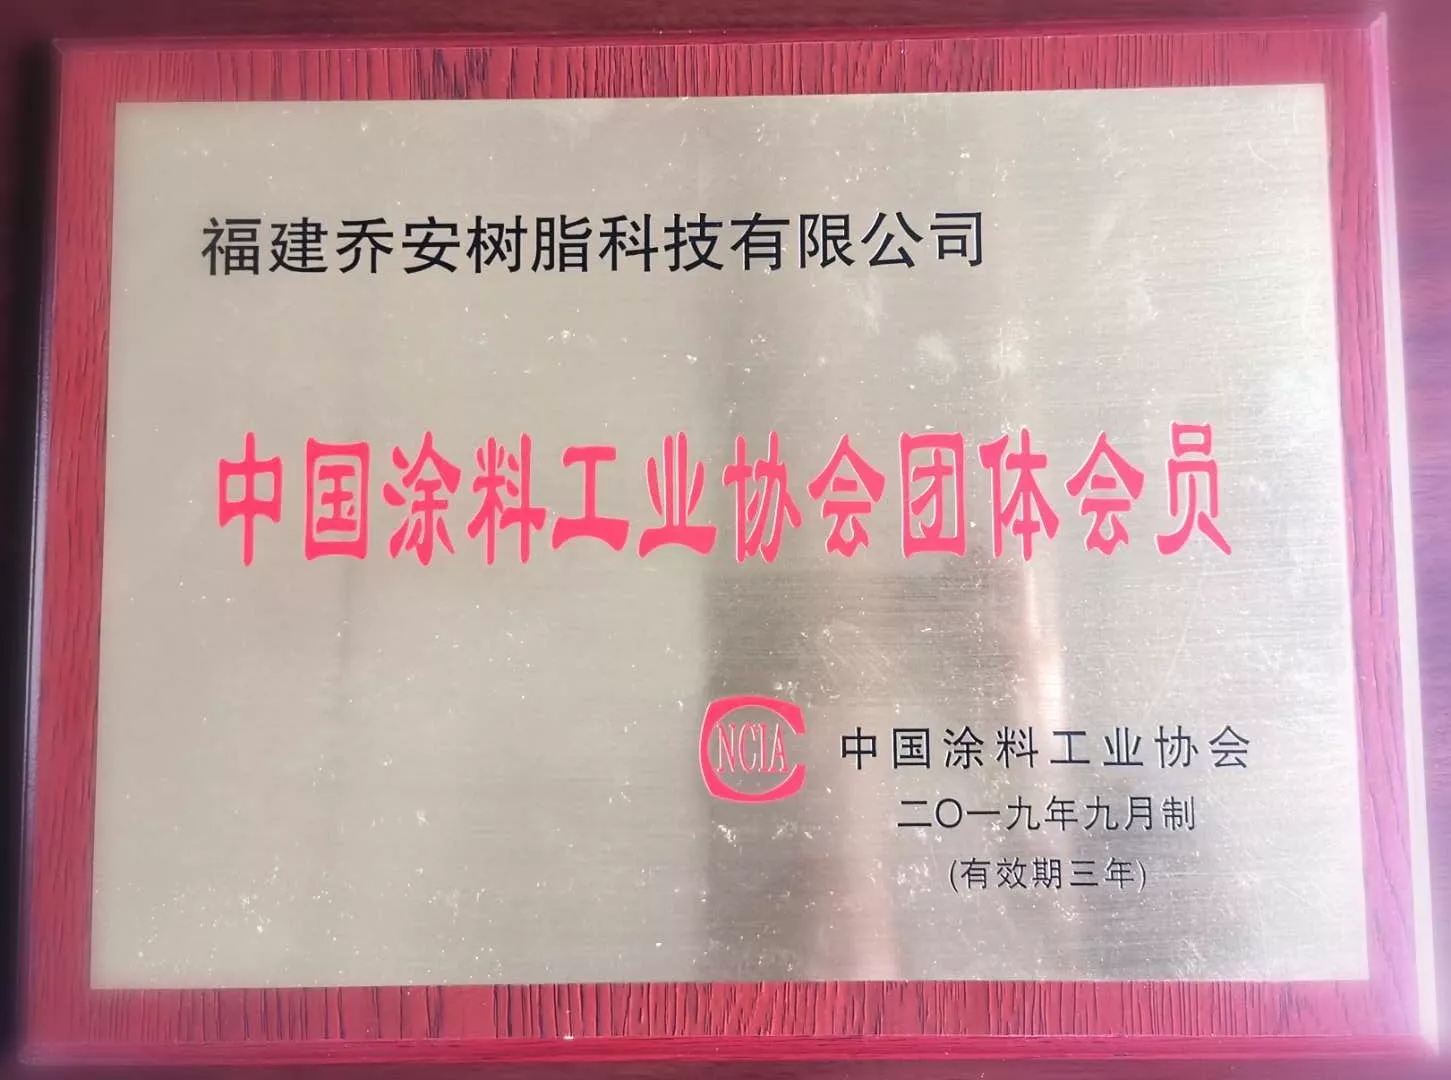 福建乔安树脂科技有限公司
中国涂料工业协会团体会员
NCIA
中国涂料工业协会
二〇一九年九月制
(有效期三年)